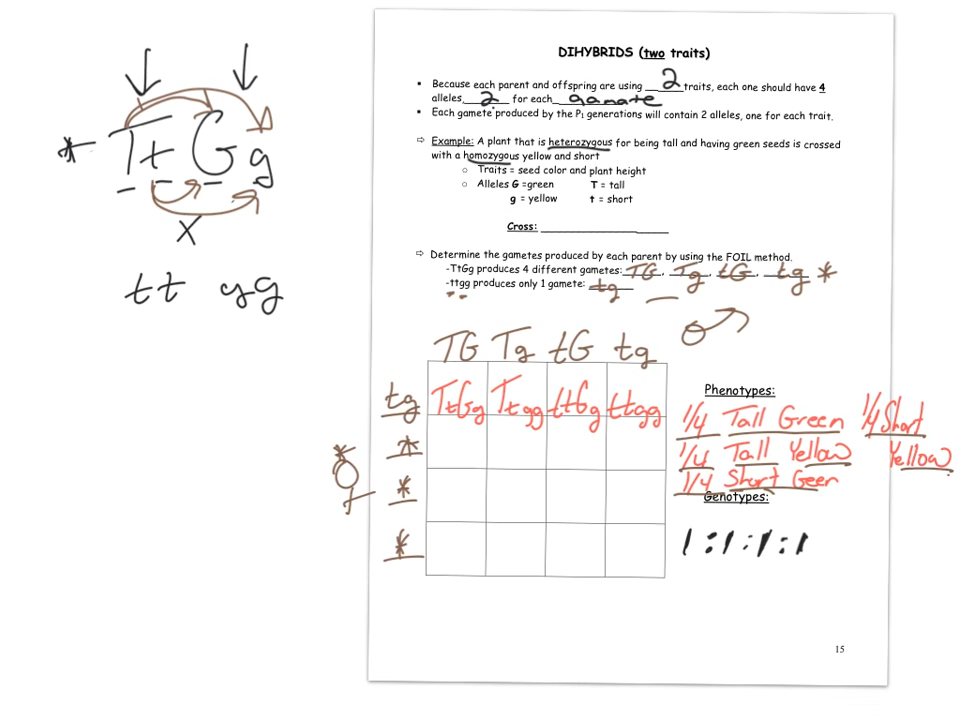 DIHYBRIDS (two traits)
• Because each parent and offspring are using 2 traits, each one should have 4
alleles, 2 for each gamate
• Each gamete produced by the P₁ generations will contain 2 alleles, one for each trait.
⇨ Example: A plant that is heterozygous for being tall and having green seeds is crossed
with a homozygous yellow and short
○ Traits = seed color and plant height
○ Alleles G =green T = tall
g = yellow t = short
Cross: ____________________
* Tt Gg
X
tt gg
⇨ Determine the gametes produced by each parent by using the FOIL method.
-TtGg produces 4 different gametes: TG, Tg, tG, tg *
-ttgg produces only 1 gamete: tg
TG Tg tG tg
tg TtGg Ttgg ttGg ttgg
*
*
*
Phenotypes:
1/4 Tall Green 1/4 Short
1/4 Tall Yellow Yellow
1/4 Short Geen
Genotypes:
1:1:1:1
15